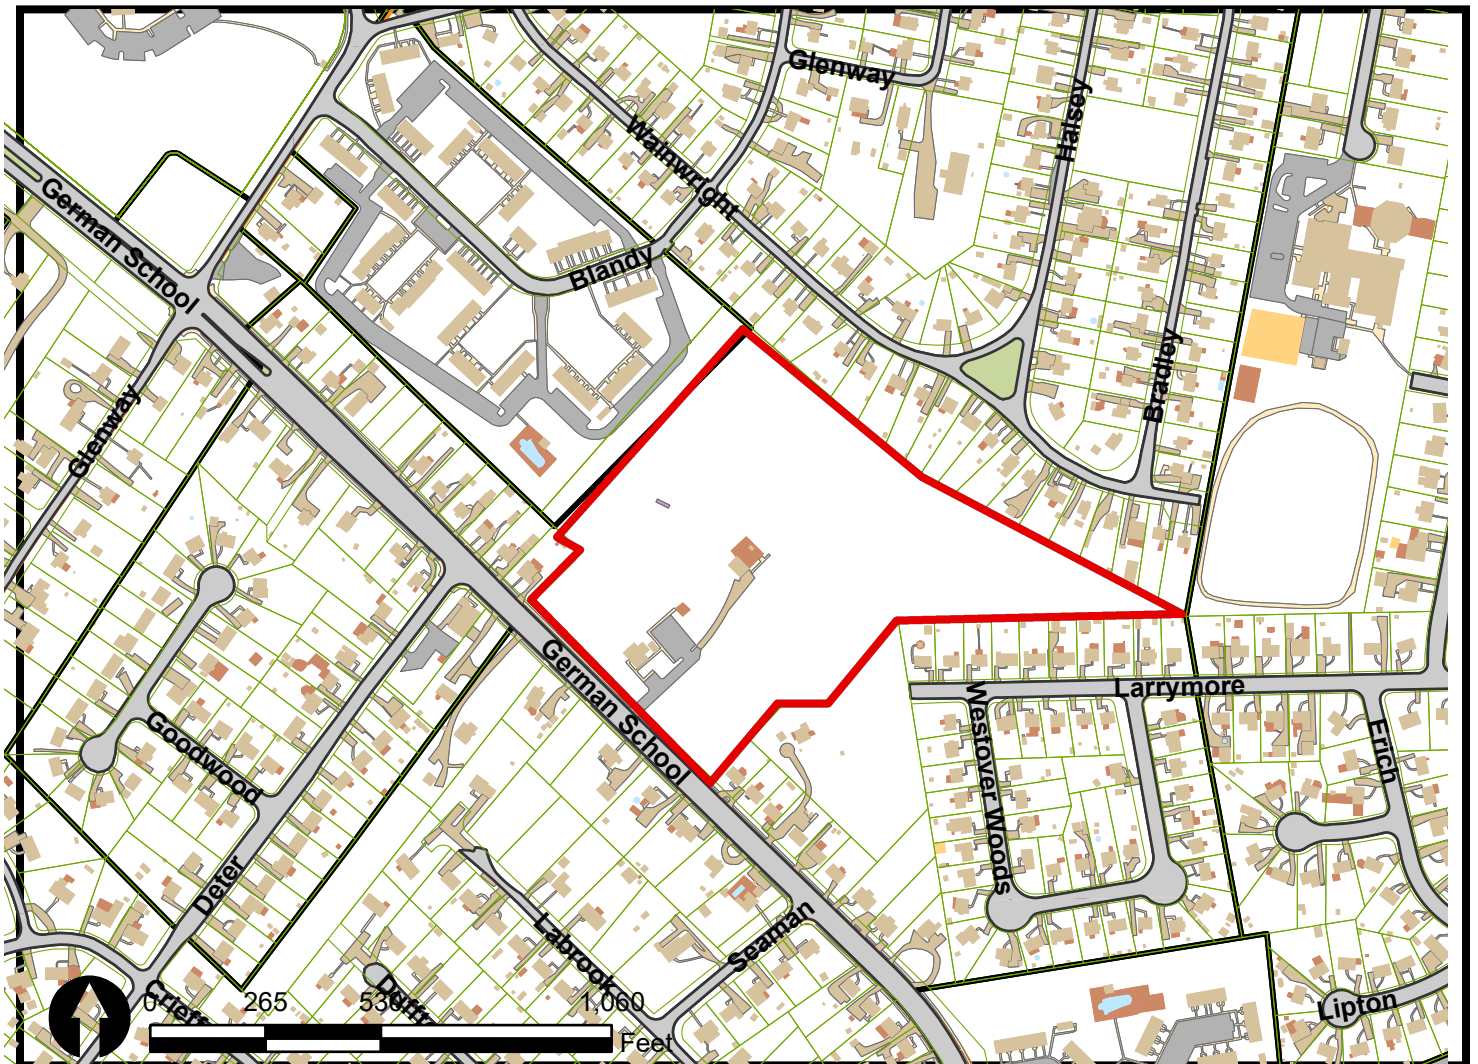 Glenway
Halsey
Wainwright
German School
Blandy
Bradley
Glenway
German School
Larrymore
Westover Woods
Erich
Goodwood
Deter
Labrook
Seaman
Lipton
0 265 530 1,060
Feet